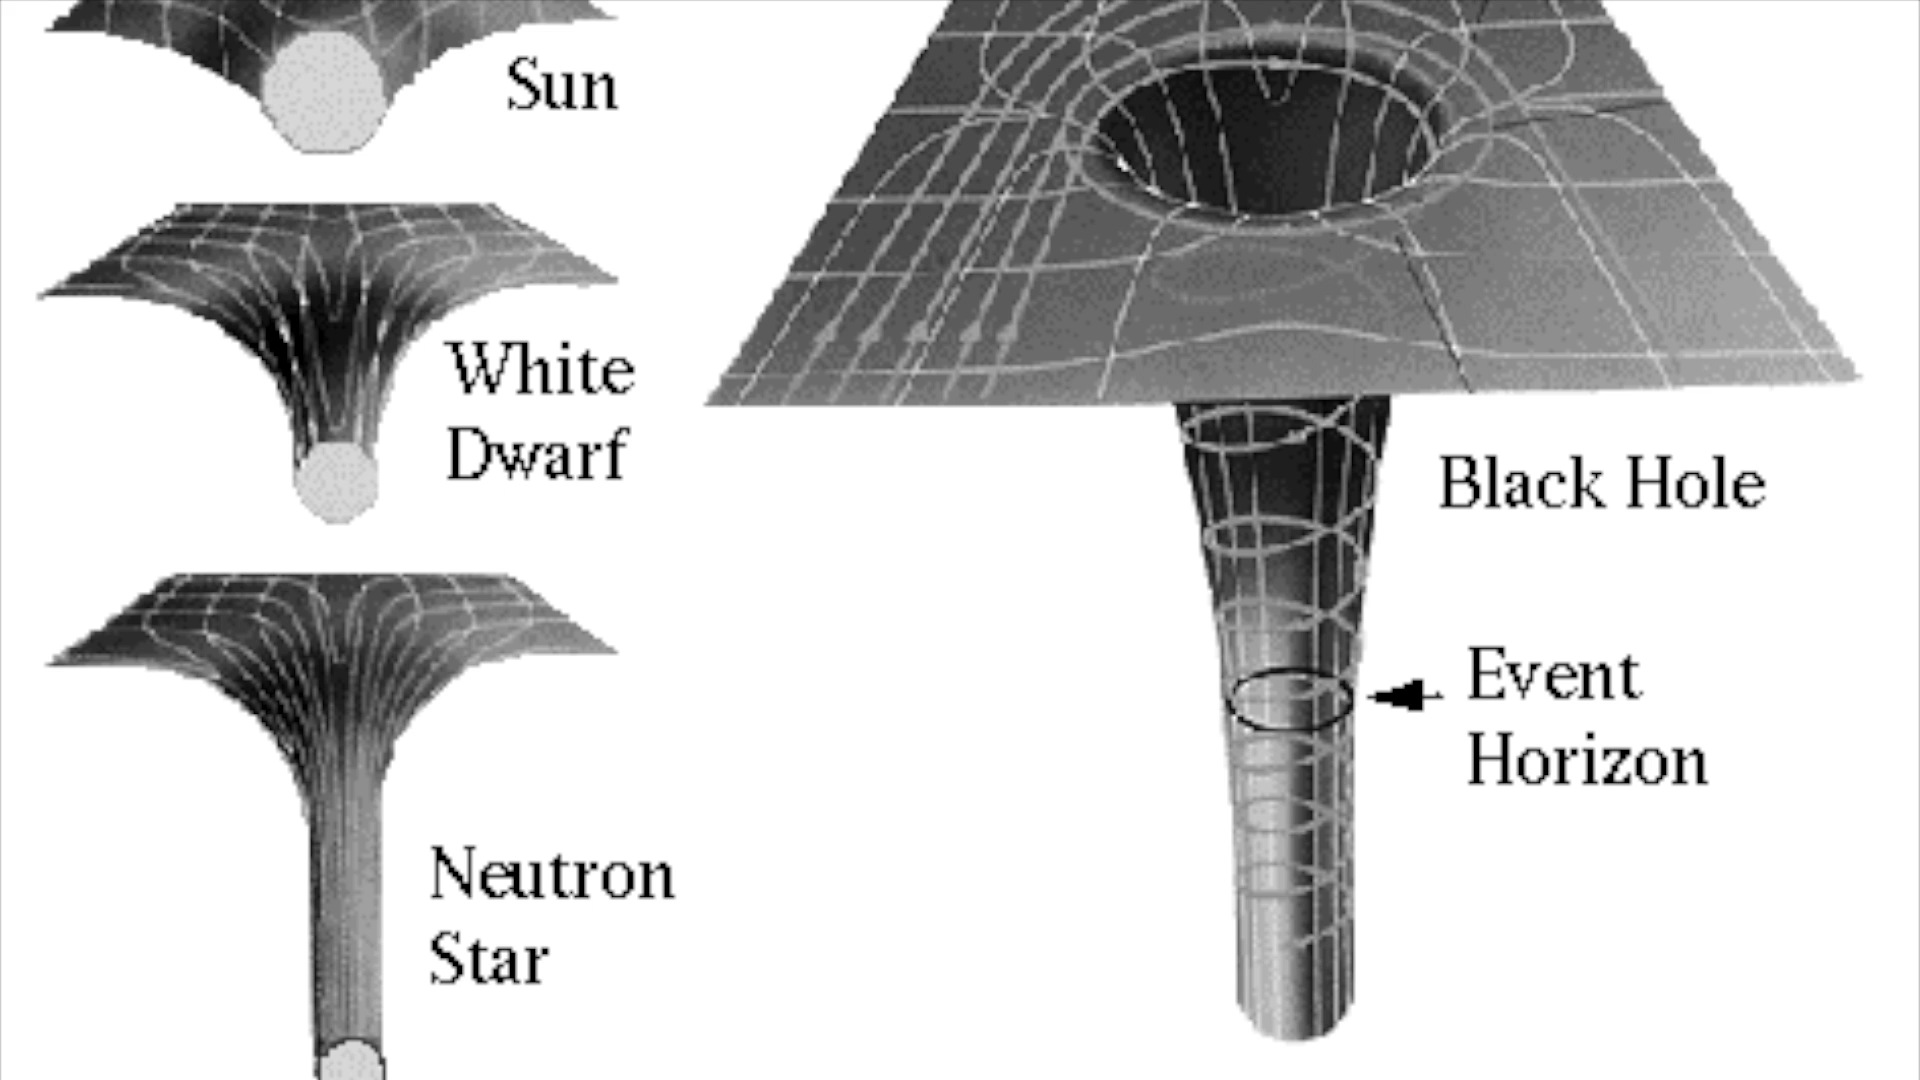 Sun
White
Dwarf
Neutron
Star
Black Hole
Event
Horizon